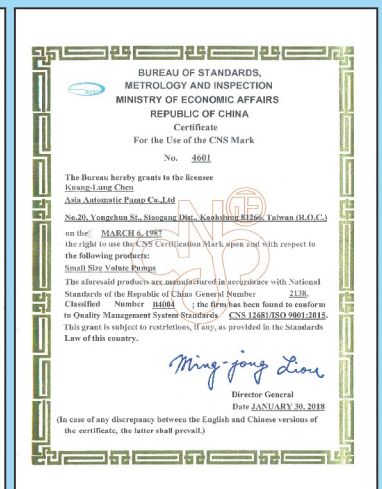 BUREAU OF STANDARDS,
METROLOGY AND INSPECTION
MINISTRY OF ECONOMIC AFFAIRS
REPUBLIC OF CHINA
Certificate
For the Use of the CNS Mark
No. 4601
The Bureau hereby grants to the licensee
Kuang-Lung Chen
Asia Automatic Pump Co.,Ltd
No.20, Yongchun St., Siaogang Dist., Kaohsiung 81266, Taiwan (R.O.C.)
on the MARCH 6, 1987
the right to use the CNS Certification Mark upon and with respect to
the following products:
Small Size Volute Pumps
The aforesaid products are manufactured in accordance with National
Standards of the Republic of China General Number 2138,
Classified Number B4004 ; the firm has been found to conform
to Quality Management System Standards CNS 12681/ISO 9001:2015.
This grant is subject to restrictions, if any, as provided in the Standards
Law of this country.
Ming-jong Liou
Director General
Date JANUARY 30, 2018
(In case of any discrepancy between the English and Chinese versions of
the certificate, the latter shall prevail.)